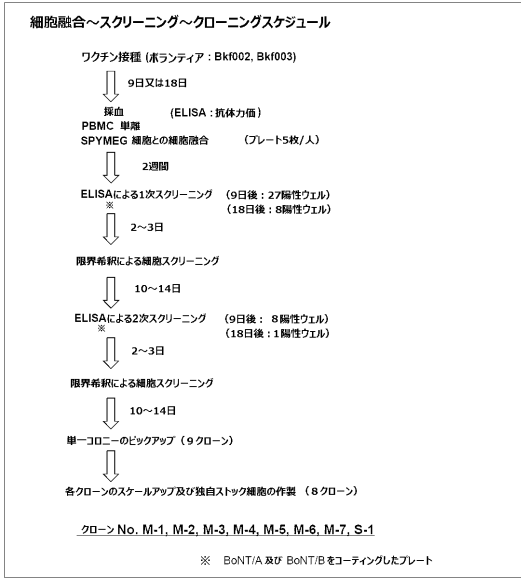 細胞融合～スクリーニング～クローニングスケジュール
ワクチン接種 (ボランティア：Bkf002, Bkf003)
9日又は18日
採血 (ELISA：抗体力価)
PBMC 単離
SPYMEG 細胞との細胞融合 (プレート5枚/人)
2週間
ELISAによる1次スクリーニング (9日後：27陽性ウェル)
※ (18日後：8陽性ウェル)
2～3日
限界希釈による細胞スクリーニング
10～14日
ELISAによる2次スクリーニング (9日後： 8陽性ウェル)
※ (18日後：1陽性ウェル)
2～3日
限界希釈による細胞スクリーニング
10～14日
単一コロニーのピックアップ (9クローン)
各クローンのスケールアップ及び独自ストック細胞の作製 (8クローン)
クローン No. M-1, M-2, M-3, M-4, M-5, M-6, M-7, S-1
※ BoNT/A 及び BoNT/B をコーティングしたプレート